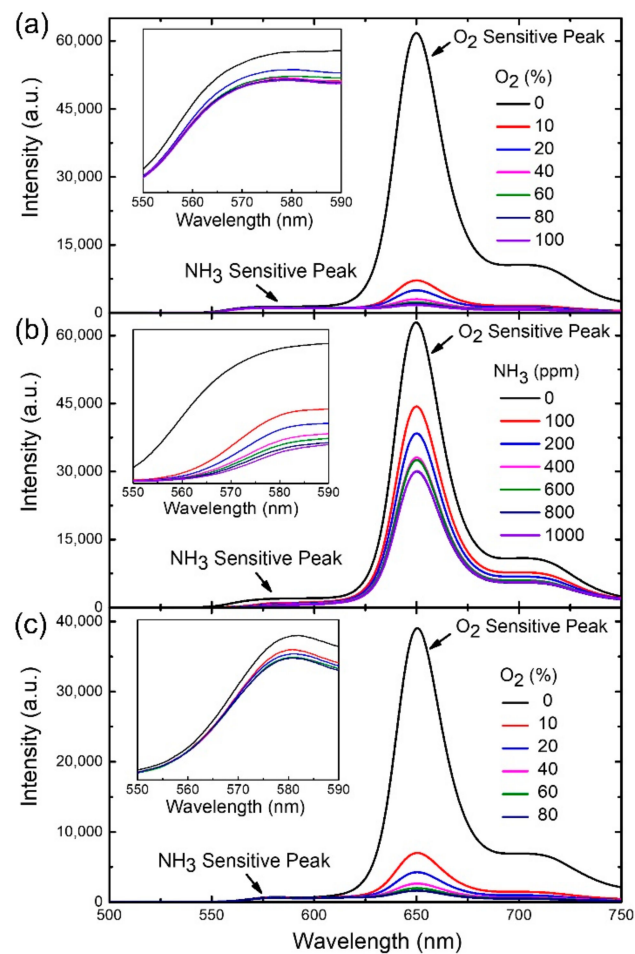 (a)
60,000
45,000
30,000
15,000
0
Intensity (a.u.)
550 560 570 580 590
Wavelength (nm)
O2 Sensitive Peak
O2 (%)
0
10
20
40
60
80
100
NH3 Sensitive Peak
(b)
60,000
45,000
30,000
15,000
0
Intensity (a.u.)
550 560 570 580 590
Wavelength (nm)
O2 Sensitive Peak
NH3 (ppm)
0
100
200
400
600
800
1000
NH3 Sensitive Peak
(c)
40,000
30,000
20,000
10,000
0
Intensity (a.u.)
550 560 570 580 590
Wavelength (nm)
O2 Sensitive Peak
O2 (%)
0
10
20
40
60
80
NH3 Sensitive Peak
500 550 600 650 700 750
Wavelength (nm)